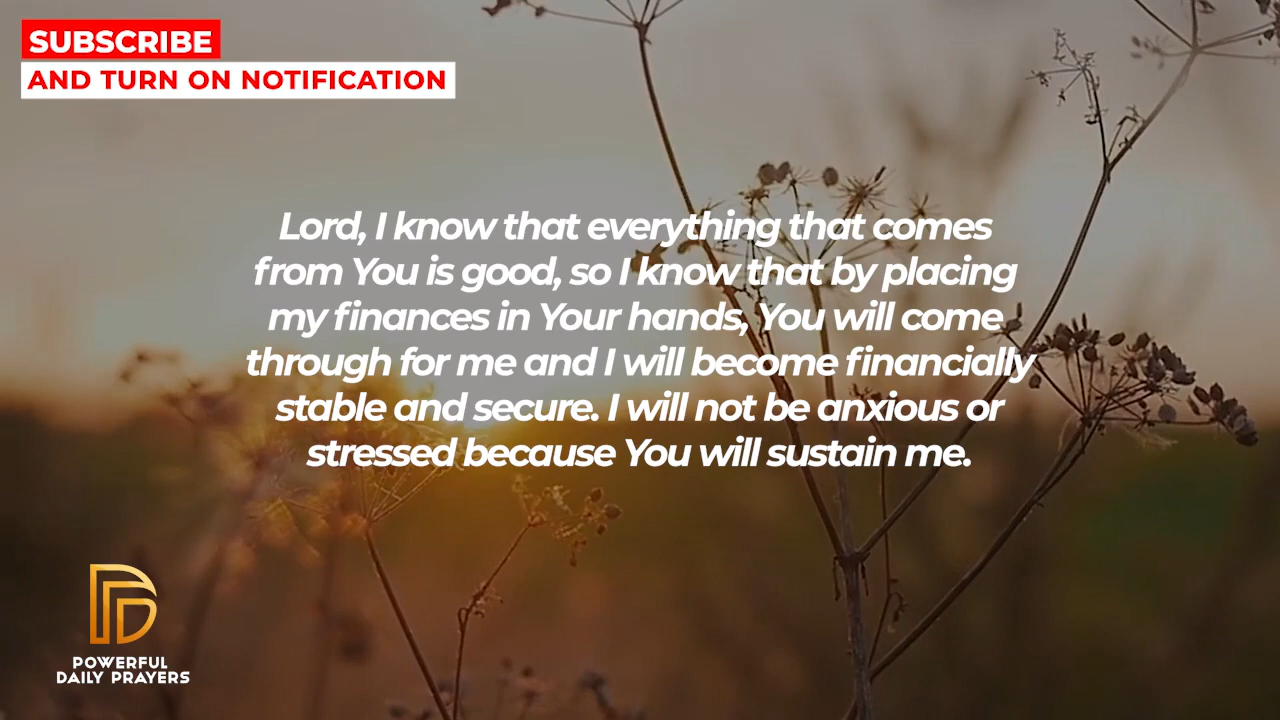 SUBSCRIBE
AND TURN ON NOTIFICATION
Lord, I know that everything that comes
from You is good, so I know that by placing
my finances in Your hands, You will come
through for me and I will become financially
stable and secure. I will not be anxious or
stressed because You will sustain me.
POWERFUL
DAILY PRAYERS